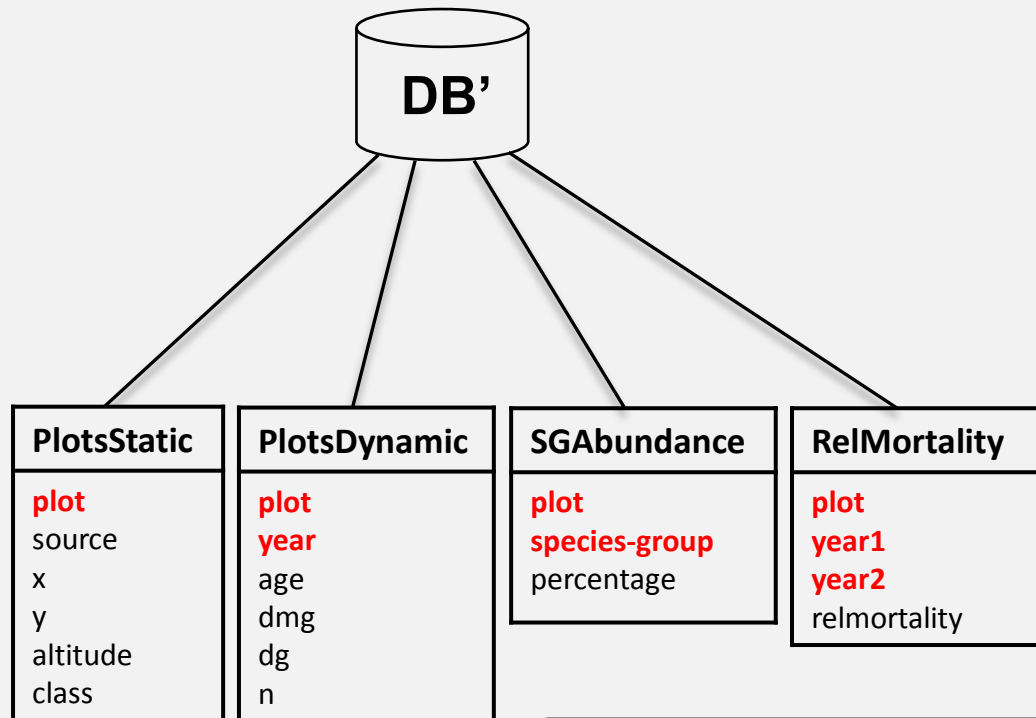 DB’
PlotsStatic
plot
source
x
y
altitude
class
PlotsDynamic
plot
year
age
dmg
dg
n
SGAbundance
plot
species-group
percentage
RelMortality
plot
year1
year2
relmortality